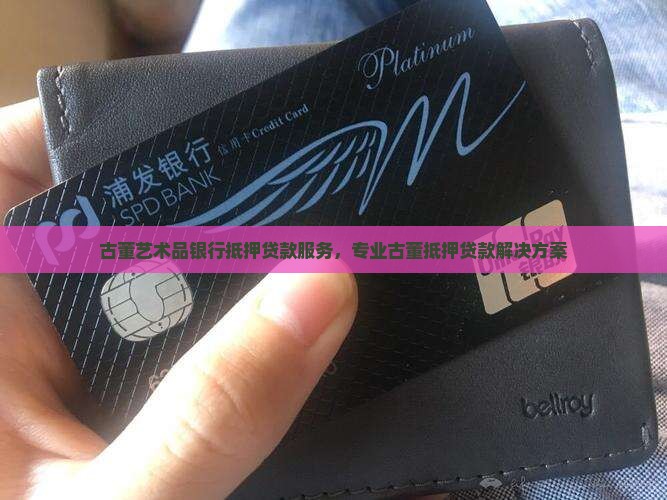 Platinum
浦发银行
信用卡 Credit Card
SPD BANK
古董艺术品银行抵押贷款服务，专业古董抵押贷款解决方案
银联
bellroy